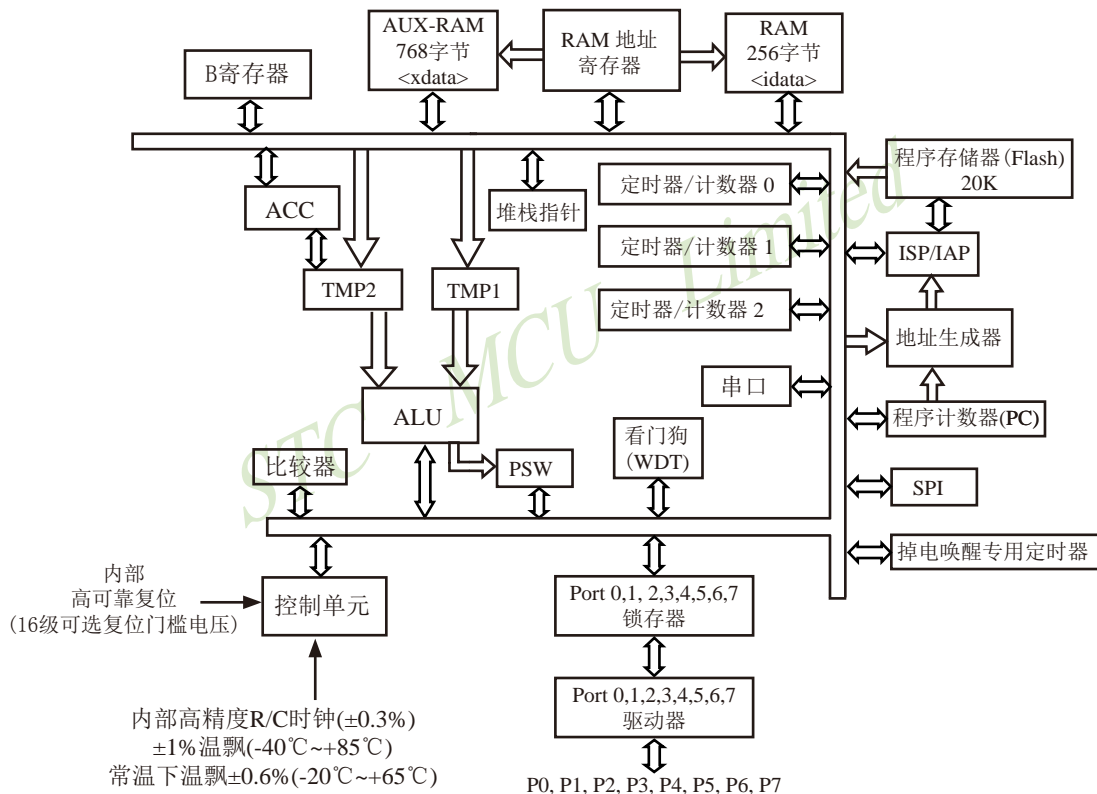 AUX-RAM
768字节
<xdata>
RAM 地址
寄存器
RAM
256字节
<idata>
B寄存器
程序存储器(Flash)
20K
定时器/计数器 0
ACC
堆栈指针
定时器/计数器 1
ISP/IAP
TMP2
TMP1
定时器/计数器 2
地址生成器
串口
ALU
程序计数器(PC)
看门狗
(WDT)
比较器
PSW
SPI
掉电唤醒专用定时器
内部
高可靠复位
(16级可选复位门槛电压)
控制单元
Port 0,1, 2,3,4,5,6,7
锁存器
Port 0,1,2,3,4,5,6,7
驱动器
内部高精度R/C时钟(±0.3%)
±1%温飘(-40℃~+85℃)
常温下温飘±0.6%(-20℃~+65℃)
P0, P1, P2, P3, P4, P5, P6, P7
STC MCU Limited